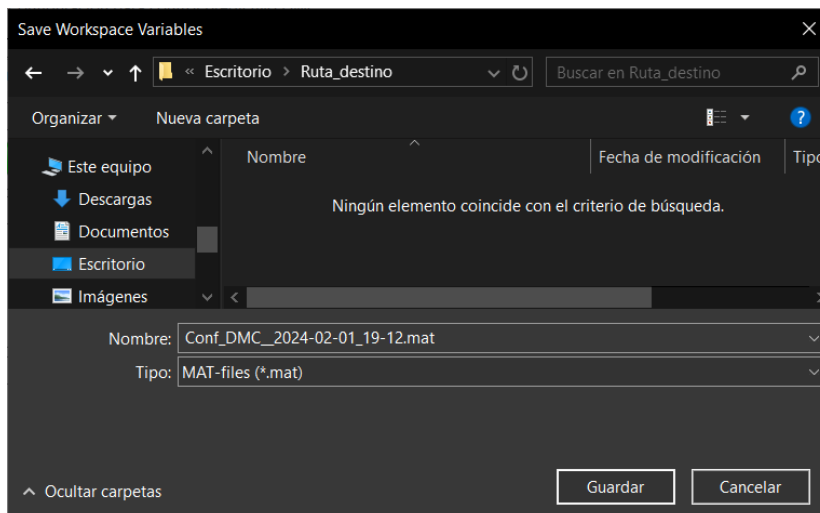 Save Workspace Variables
« Escritorio > Ruta_destino
Buscar en Ruta_destino
Organizar
Nueva carpeta
?
Este equipo
Descargas
Documentos
Escritorio
Imágenes
Nombre
Fecha de modificación
Tipo
Ningún elemento coincide con el criterio de búsqueda.
Nombre: Conf_DMC__2024-02-01_19-12.mat
Tipo: MAT-files (*.mat)
Ocultar carpetas
Guardar
Cancelar